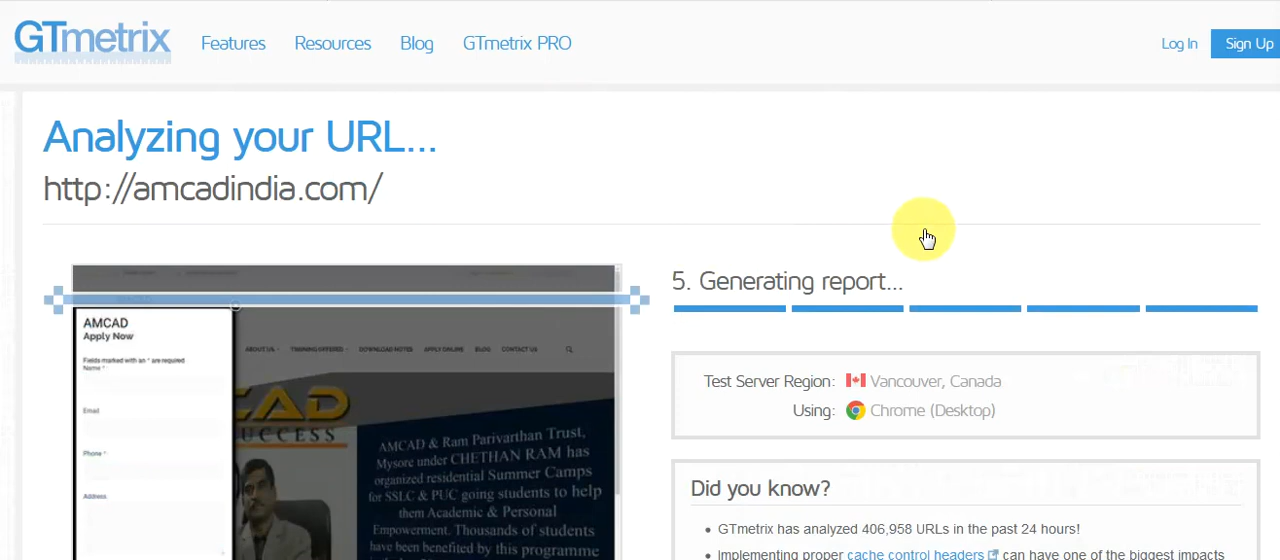 GTmetrix
Features
Resources
Blog
GTmetrix PRO
Log In
Sign Up
Analyzing your URL...
http://amcadindia.com/
5. Generating report...
AMCAD
Apply Now
Fields marked with an * are required
Name *
Email
Phone *
Address
ABOUT US
TRAINING OFFERED
DOWNLOAD NOTES
APPLY ONLINE
BLOG
CONTACT US
CAD
SUCCESS
AMCAD & Ram Parivarthan Trust,
Mysore under CHETHAN RAM has
organized residential Summer Camps
for SSLC & PUC going students to help
them Academic & Personal
Empowerment. Thousands of students
have been benefited by this programme
Test Server Region: Vancouver, Canada
Using: Chrome (Desktop)
Did you know?
• GTmetrix has analyzed 406,958 URLs in the past 24 hours!
• Implementing proper cache control headers can have one of the biggest impacts